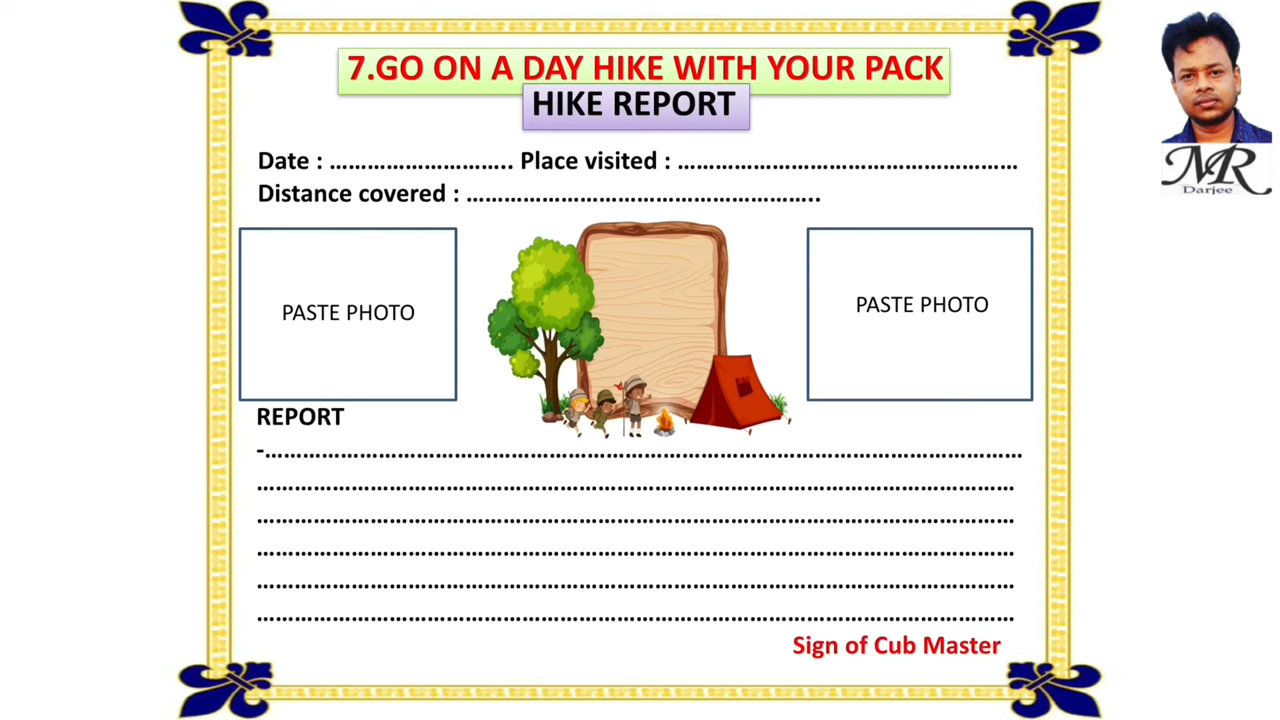 7.GO ON A DAY HIKE WITH YOUR PACK
HIKE REPORT
Date : ……………………….. Place visited : ………………………………………………
Distance covered : ………………………………………………..
PASTE PHOTO
PASTE PHOTO
REPORT
-…………………………………………………………………………………………………………
…………………………………………………………………………………………………………
…………………………………………………………………………………………………………
…………………………………………………………………………………………………………
…………………………………………………………………………………………………………
…………………………………………………………………………………………………………
Sign of Cub Master
MR
Darjee